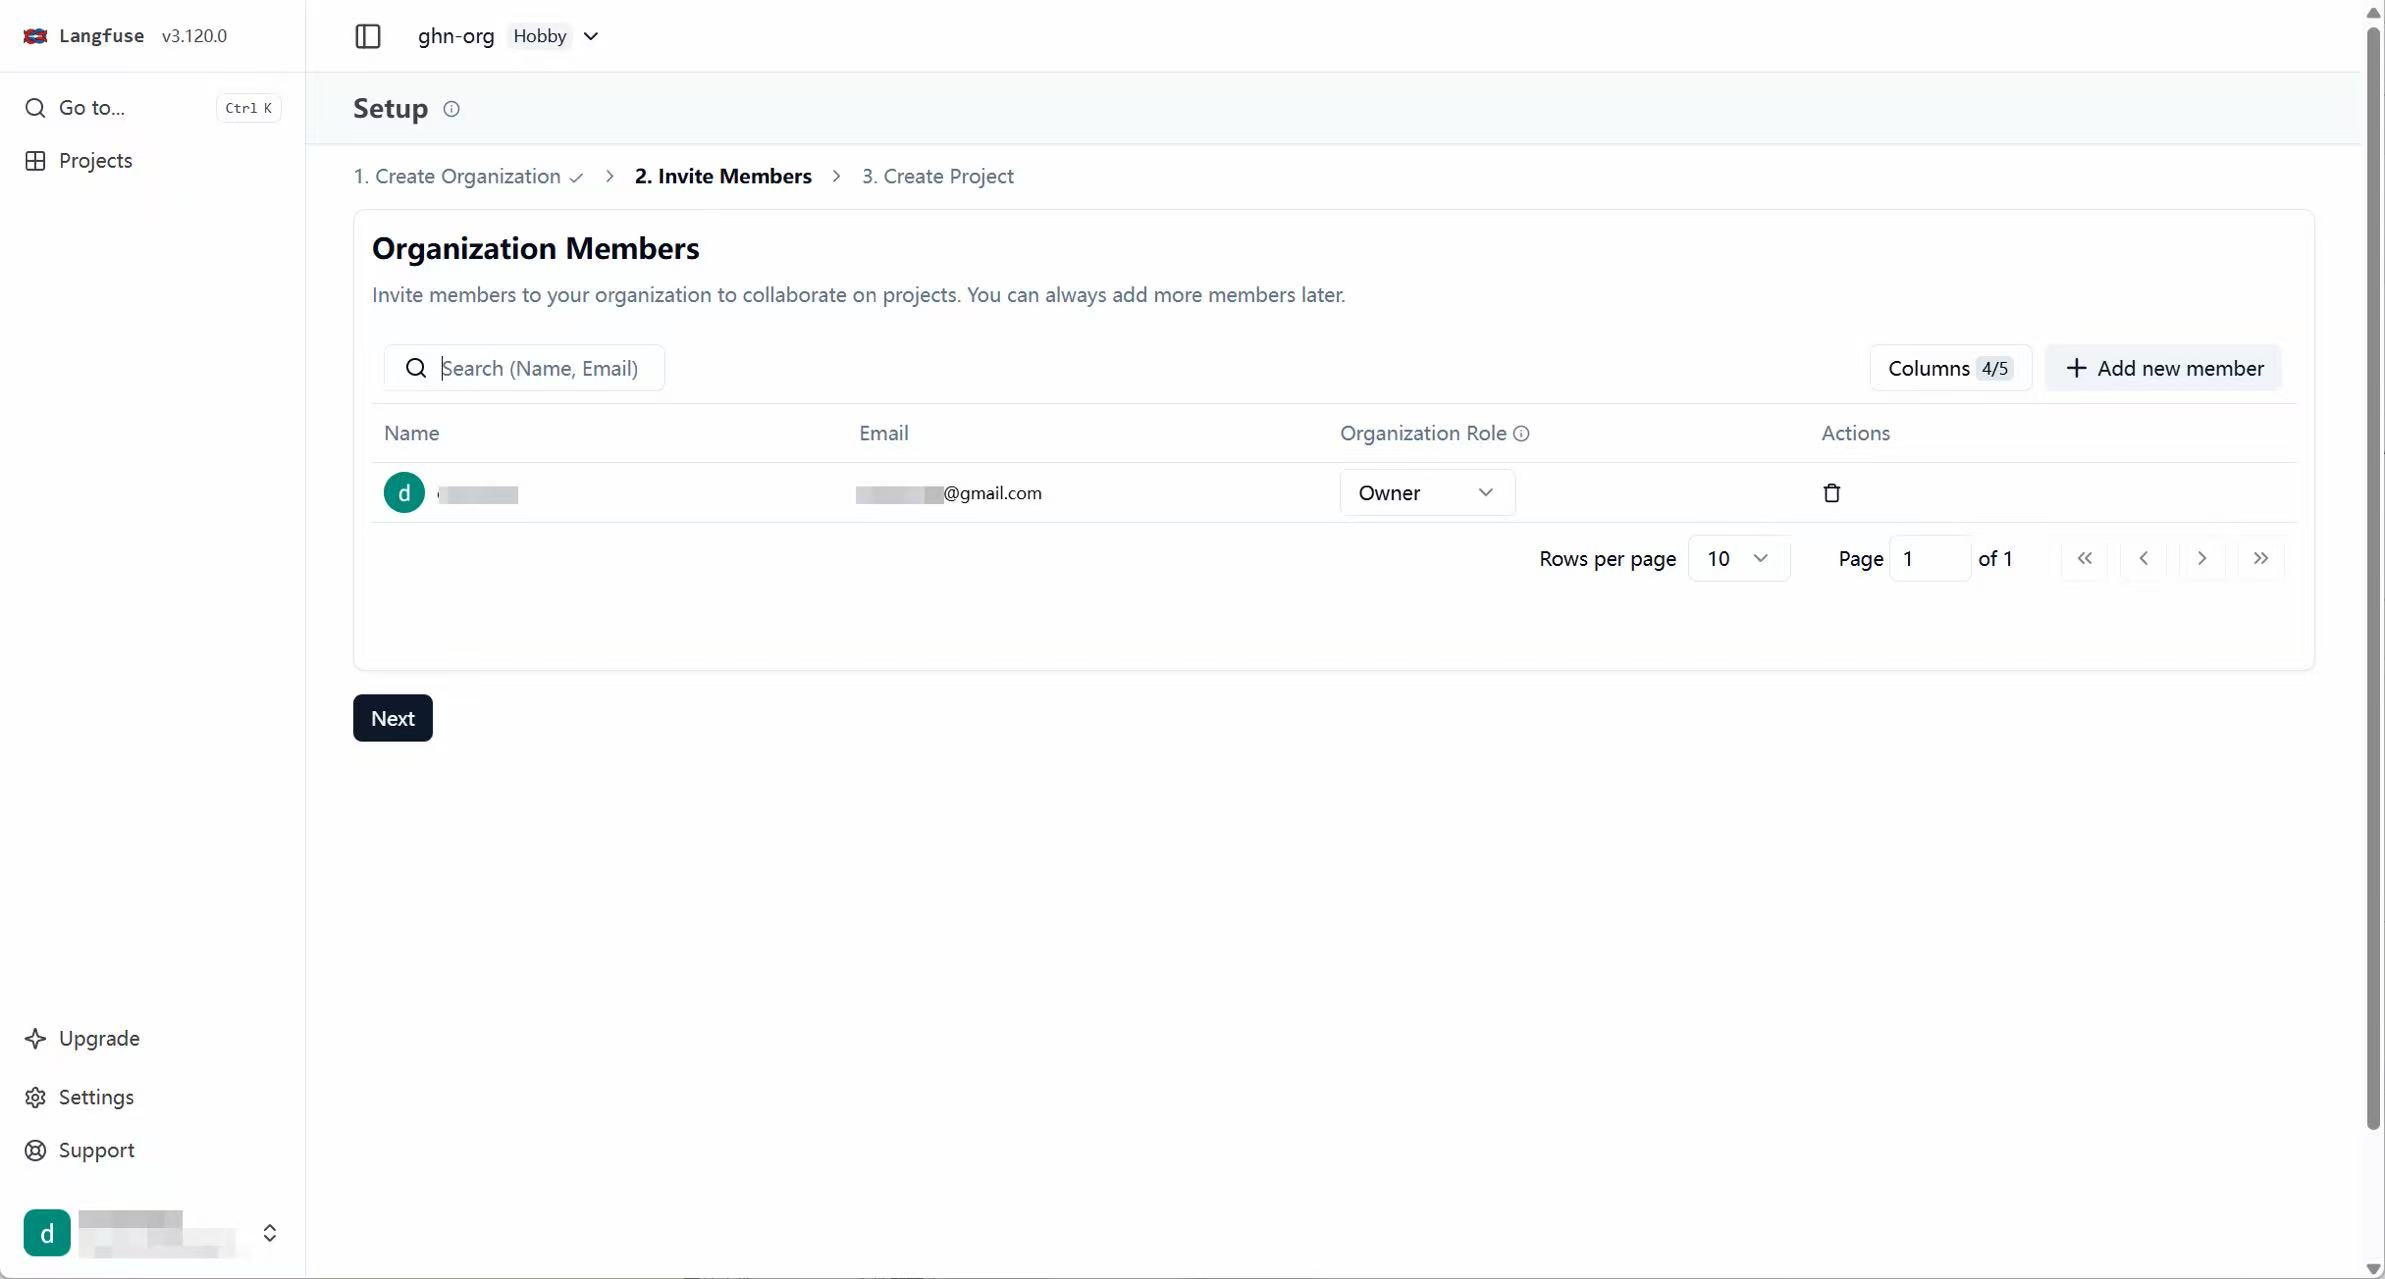 Langfuse v3.120.0
Go to... Ctrl K
Projects
ghn-org Hobby
Setup
1. Create Organization 2. Invite Members 3. Create Project
Organization Members
Invite members to your organization to collaborate on projects. You can always add more members later.
Search (Name, Email) Columns 4/5 Add new member
Name Email Organization Role Actions
d @gmail.com Owner
Rows per page 10 Page 1 of 1
Next
Upgrade
Settings
Support
d